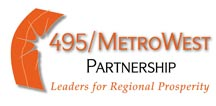 495/METROWEST
PARTNERSHIP
Leaders for Regional Prosperity